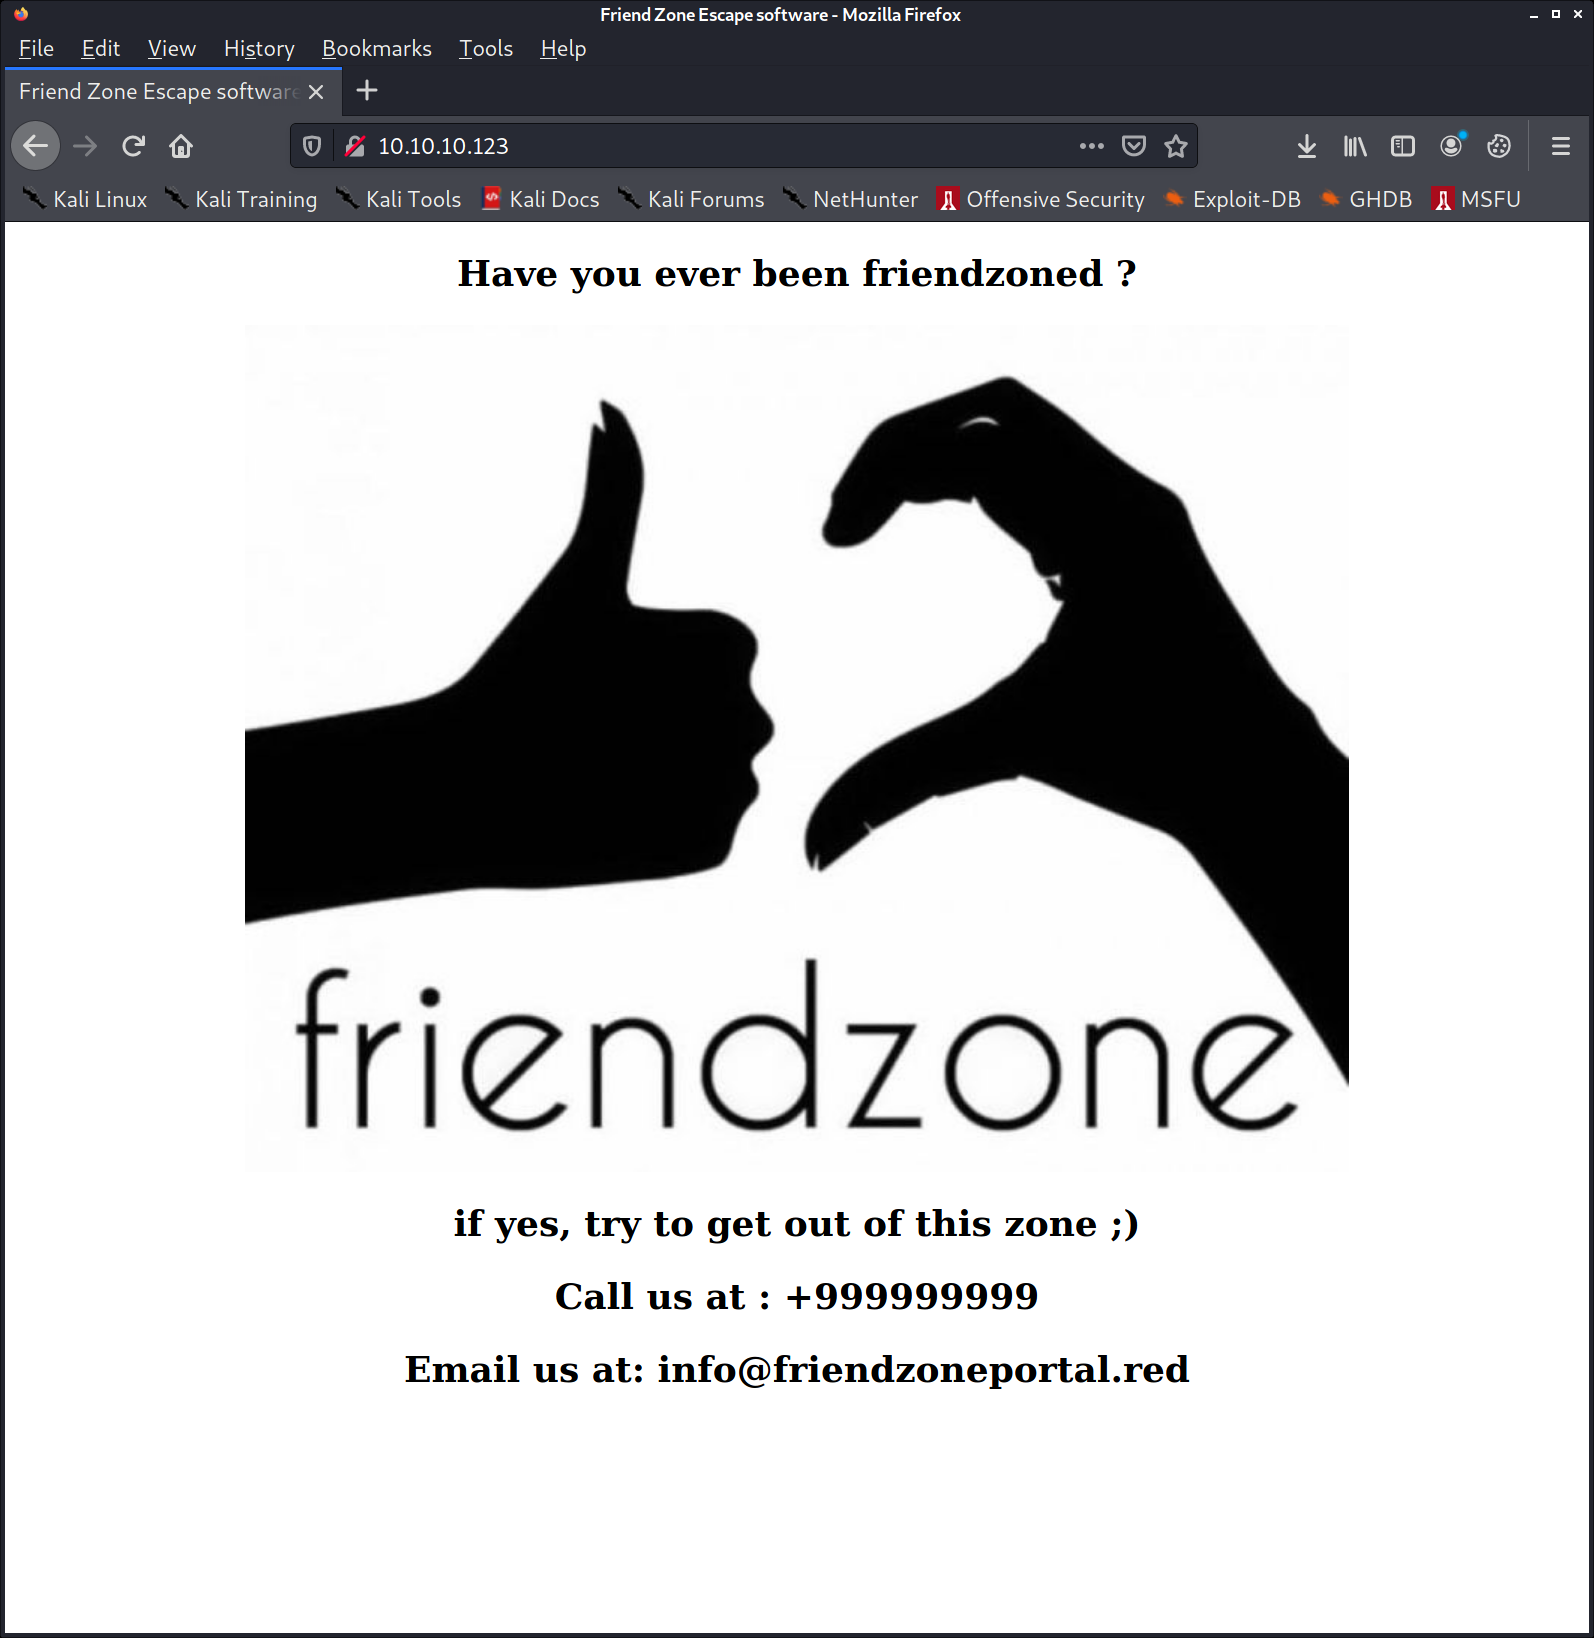 Friend Zone Escape software - Mozilla Firefox
File Edit View History Bookmarks Tools Help
Friend Zone Escape software
10.10.10.123
Kali Linux Kali Training Kali Tools Kali Docs Kali Forums NetHunter Offensive Security Exploit-DB GHDB MSFU
Have you ever been friendzoned ?
friendzone
if yes, try to get out of this zone ;)
Call us at : +999999999
Email us at: info@friendzoneportal.red